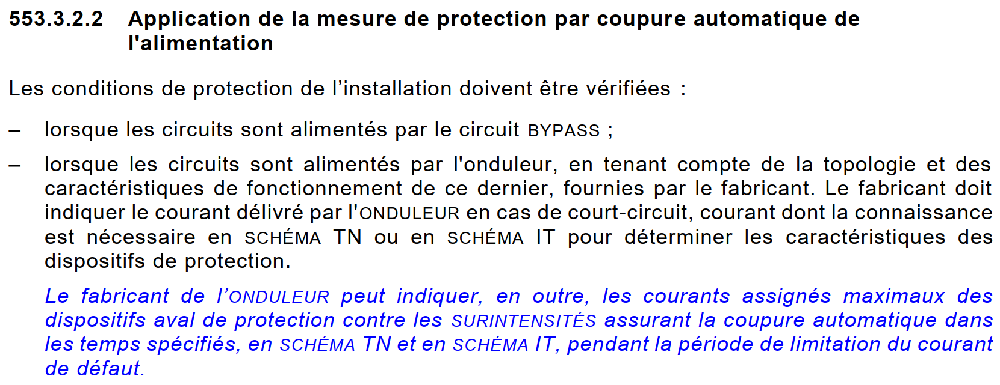 553.3.2.2 Application de la mesure de protection par coupure automatique de
l'alimentation
Les conditions de protection de l’installation doivent être vérifiées :
– lorsque les circuits sont alimentés par le circuit BYPASS ;
– lorsque les circuits sont alimentés par l'onduleur, en tenant compte de la topologie et des
caractéristiques de fonctionnement de ce dernier, fournies par le fabricant. Le fabricant doit
indiquer le courant délivré par l'ONDULEUR en cas de court-circuit, courant dont la connaissance
est nécessaire en SCHÉMA TN ou en SCHÉMA IT pour déterminer les caractéristiques des
dispositifs de protection.
Le fabricant de l’ONDULEUR peut indiquer, en outre, les courants assignés maximaux des
dispositifs aval de protection contre les SURINTENSITÉS assurant la coupure automatique dans
les temps spécifiés, en SCHÉMA TN et en SCHÉMA IT, pendant la période de limitation du courant
de défaut.